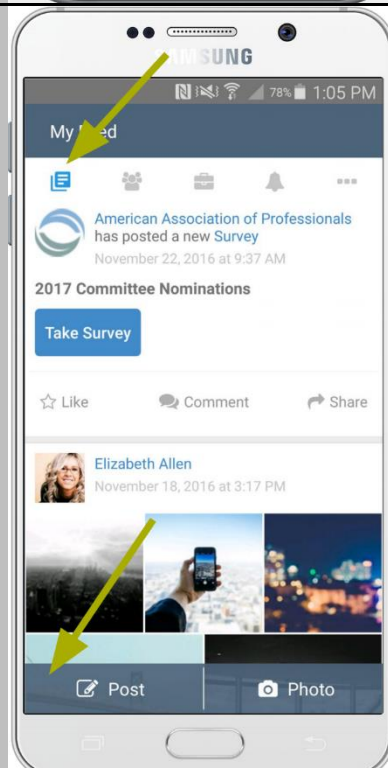 SAMSUNG
78% 1:05 PM
My Feed
American Association of Professionals
has posted a new Survey
November 22, 2016 at 9:37 AM
2017 Committee Nominations
Take Survey
Like Comment Share
Elizabeth Allen
November 18, 2016 at 3:17 PM
Post Photo